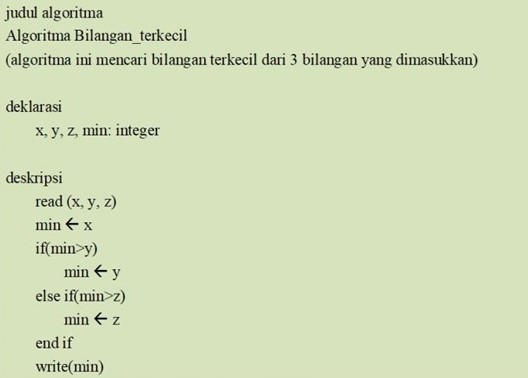 judul algoritma
Algoritma Bilangan_terkecil
(algoritma ini mencari bilangan terkecil dari 3 bilangan yang dimasukkan)
deklarasi
x, y, z, min: integer
deskripsi
read (x, y, z)
min ← x
if(min>y)
min ← y
else if(min>z)
min ← z
end if
write(min)